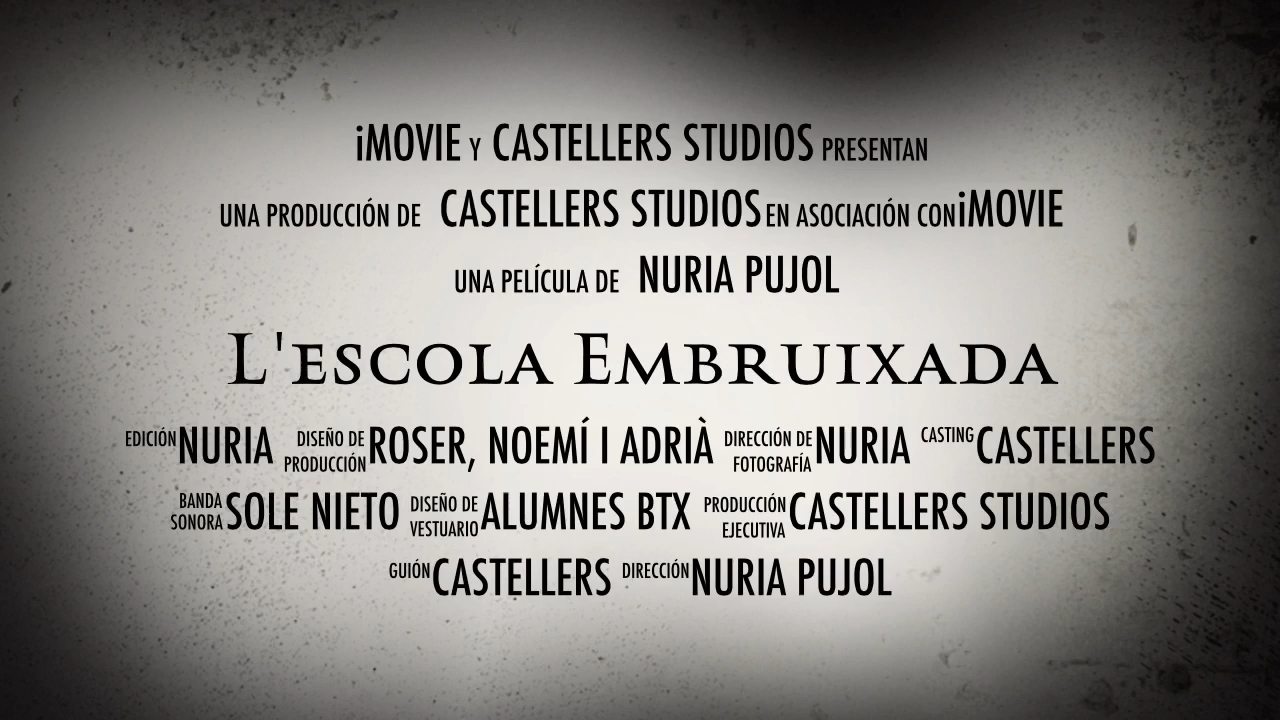 iMOVIE Y CASTELLERS STUDIOS PRESENTAN
UNA PRODUCCIÓN DE CASTELLERS STUDIOS EN ASOCIACIÓN CON iMOVIE
UNA PELÍCULA DE NURIA PUJOL
L'ESCOLA EMBRUIXADA
EDICIÓN NURIA DISEÑO DE PRODUCCIÓN ROSER, NOEMÍ I ADRIÀ DIRECCIÓN DE FOTOGRAFÍA NURIA CASTING CASTELLERS
BANDA SONORA SOLE NIETO DISEÑO DE VESTUARIO ALUMNES BTX PRODUCCIÓN EJECUTIVA CASTELLERS STUDIOS
GUIÓN CASTELLERS DIRECCIÓN NURIA PUJOL